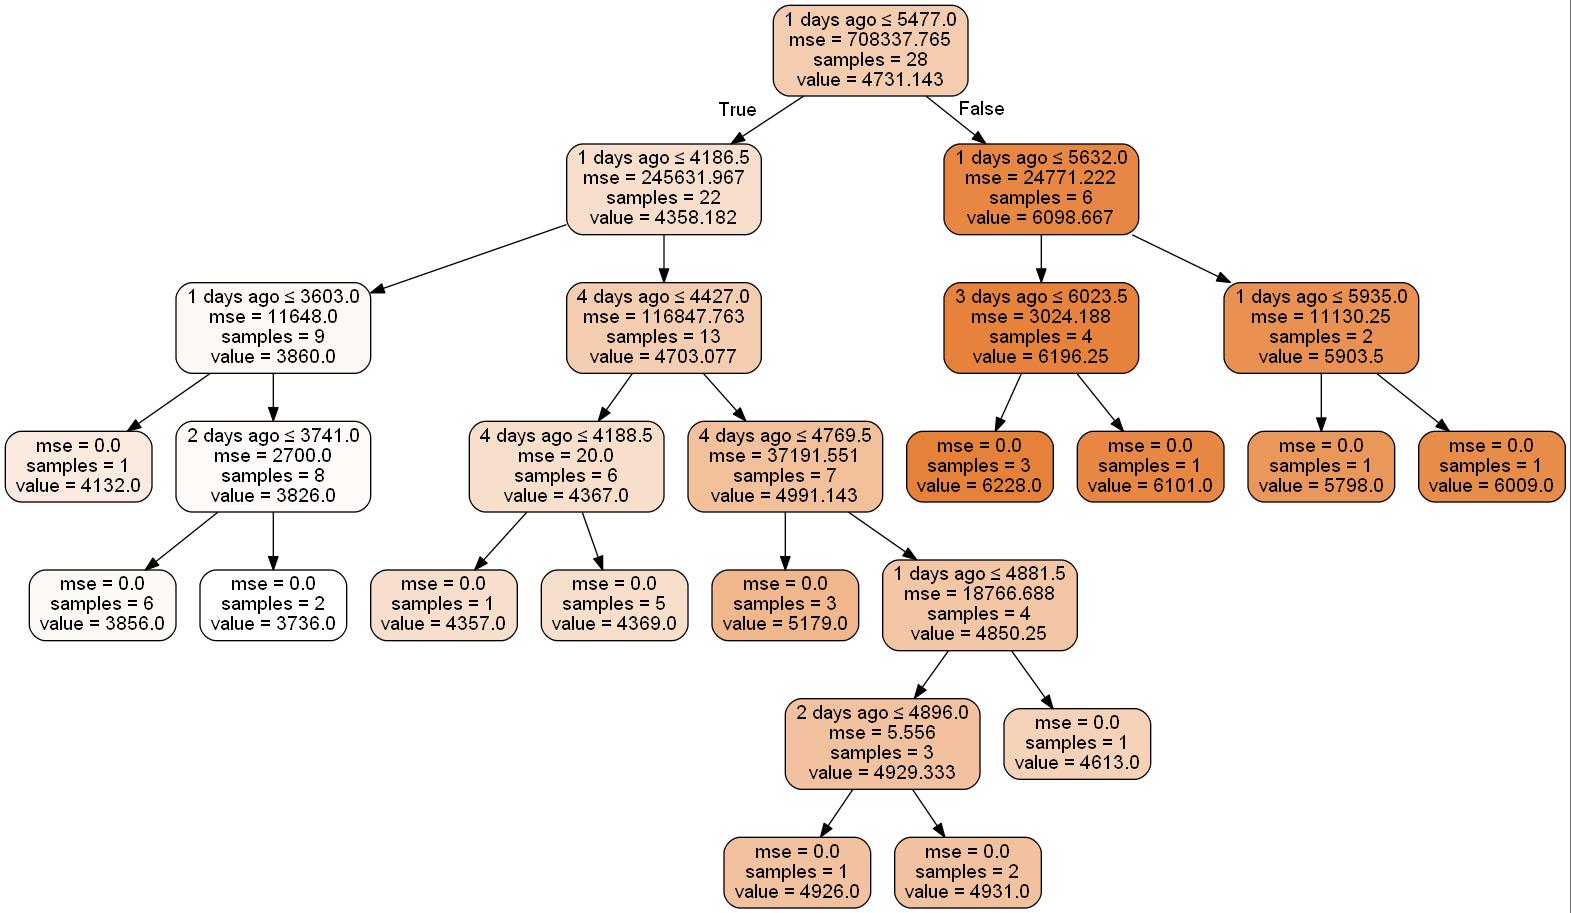 1 days ago ≤ 5477.0
mse = 708337.765
samples = 28
value = 4731.143
True
False
1 days ago ≤ 4186.5
mse = 245631.967
samples = 22
value = 4358.182
1 days ago ≤ 5632.0
mse = 24771.222
samples = 6
value = 6098.667
1 days ago ≤ 3603.0
mse = 11648.0
samples = 9
value = 3860.0
4 days ago ≤ 4427.0
mse = 116847.763
samples = 13
value = 4703.077
3 days ago ≤ 6023.5
mse = 3024.188
samples = 4
value = 6196.25
1 days ago ≤ 5935.0
mse = 11130.25
samples = 2
value = 5903.5
mse = 0.0
samples = 1
value = 4132.0
2 days ago ≤ 3741.0
mse = 2700.0
samples = 8
value = 3826.0
4 days ago ≤ 4188.5
mse = 20.0
samples = 6
value = 4367.0
4 days ago ≤ 4769.5
mse = 37191.551
samples = 7
value = 4991.143
mse = 0.0
samples = 3
value = 6228.0
mse = 0.0
samples = 1
value = 6101.0
mse = 0.0
samples = 1
value = 5798.0
mse = 0.0
samples = 1
value = 6009.0
mse = 0.0
samples = 6
value = 3856.0
mse = 0.0
samples = 2
value = 3736.0
mse = 0.0
samples = 1
value = 4357.0
mse = 0.0
samples = 5
value = 4369.0
mse = 0.0
samples = 3
value = 5179.0
1 days ago ≤ 4881.5
mse = 18766.688
samples = 4
value = 4850.25
2 days ago ≤ 4896.0
mse = 5.556
samples = 3
value = 4929.333
mse = 0.0
samples = 1
value = 4613.0
mse = 0.0
samples = 1
value = 4926.0
mse = 0.0
samples = 2
value = 4931.0